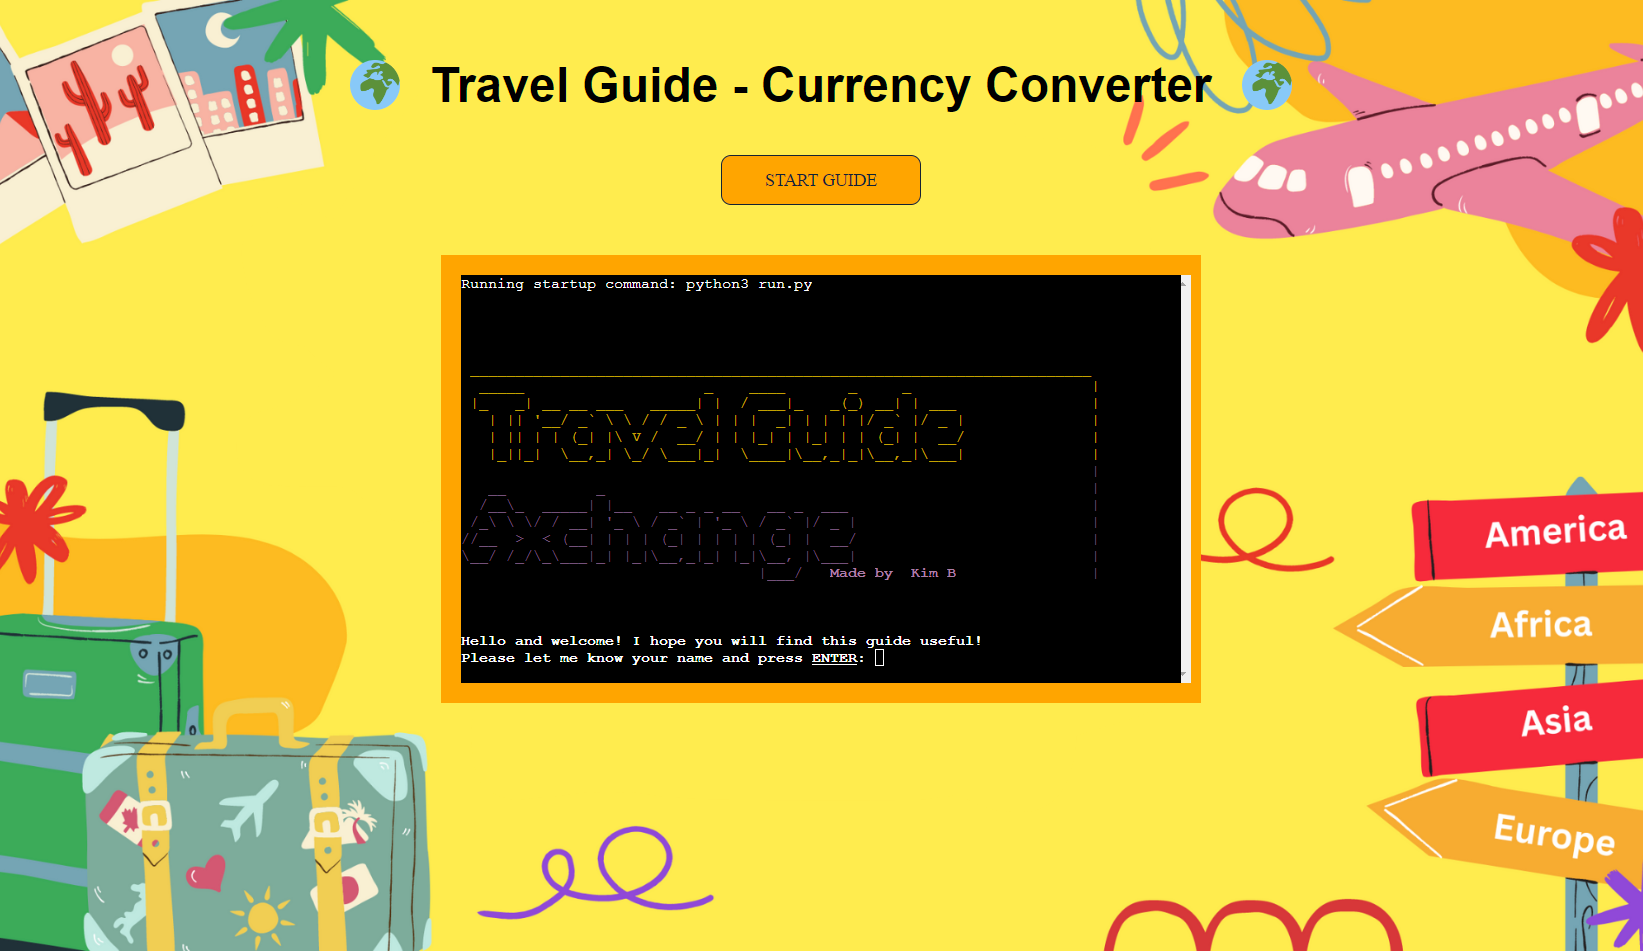 Travel Guide - Currency Converter
START GUIDE
Running startup command: python3 run.py
Travel Guide
Axchange
Made by  Kim B
Hello and welcome! I hope you will find this guide useful!
Please let me know your name and press ENTER:
America
Africa
Asia
Europe